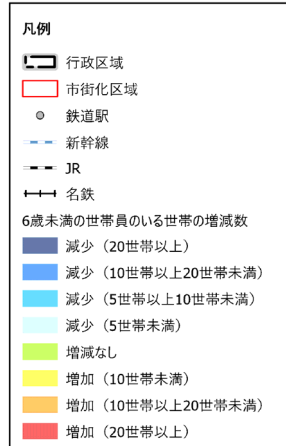 凡例
行政区域
市街化区域
鉄道駅
新幹線
JR
名鉄
6歳未満の世帯員のいる世帯の増減数
減少（20世帯以上）
減少（10世帯以上20世帯未満）
減少（5世帯以上10世帯未満）
減少（5世帯未満）
増減なし
増加（10世帯未満）
増加（10世帯以上20世帯未満）
増加（20世帯以上）